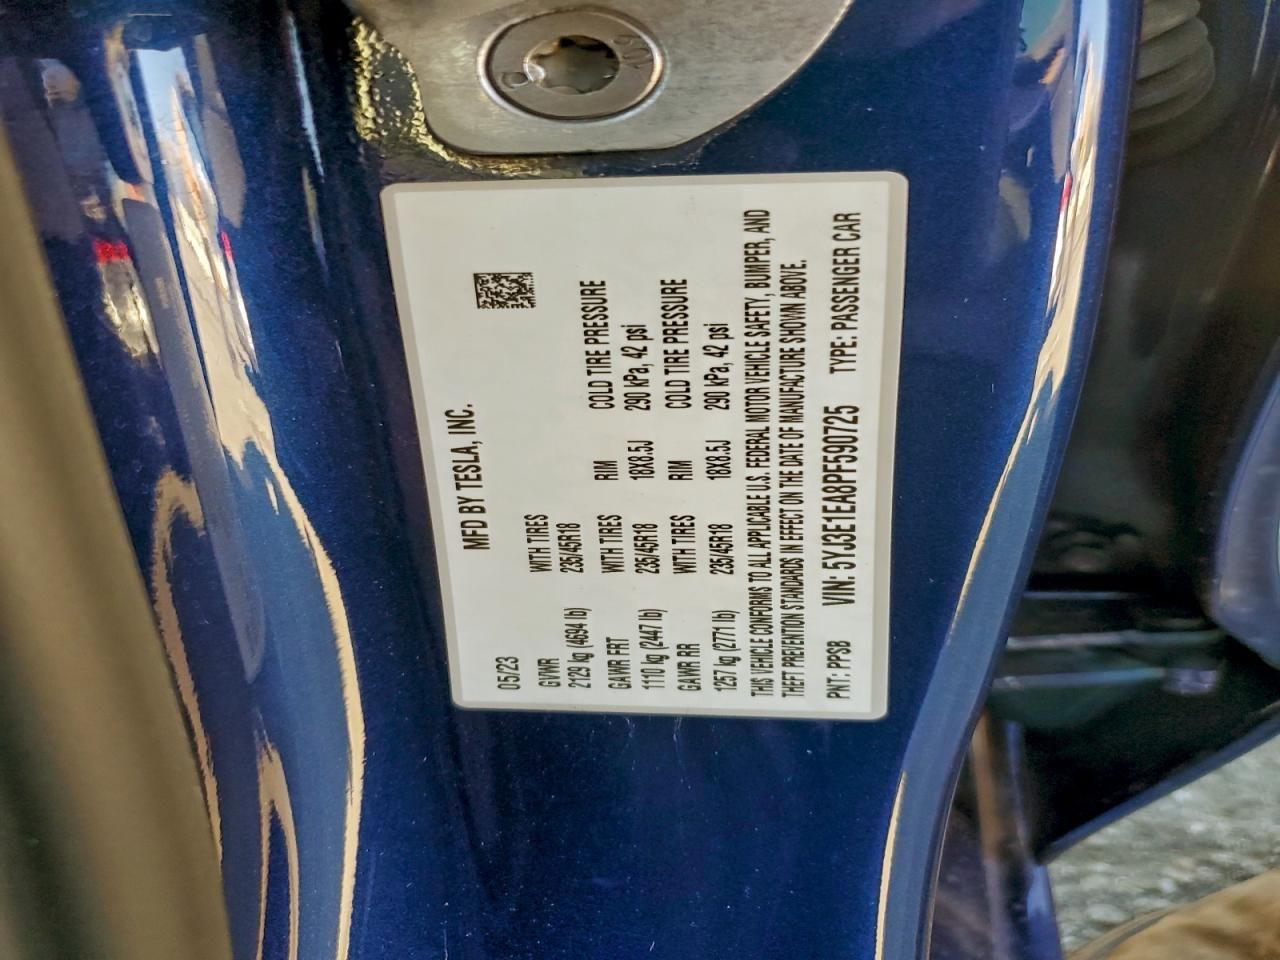 MFD BY TESLA, INC.
05/23
GVWR WITH TIRES
2129 kg (4694 lb) 235/45R18
GAWR FRT WITH TIRES RIM COLD TIRE PRESSURE
1110 kg (2447 lb) 235/45R18 18X8.5J 290 kPa, 42 psi
GAWR RR WITH TIRES RIM COLD TIRE PRESSURE
1257 kg (2771 lb) 235/45R18 18X8.5J 290 kPa, 42 psi
THIS VEHICLE CONFORMS TO ALL APPLICABLE U.S. FEDERAL MOTOR VEHICLE SAFETY, BUMPER, AND
THEFT PREVENTION STANDARDS IN EFFECT ON THE DATE OF MANUFACTURE SHOWN ABOVE.
PNT: PPSB VIN: 5YJ3E1EA8PF590725 TYPE: PASSENGER CAR